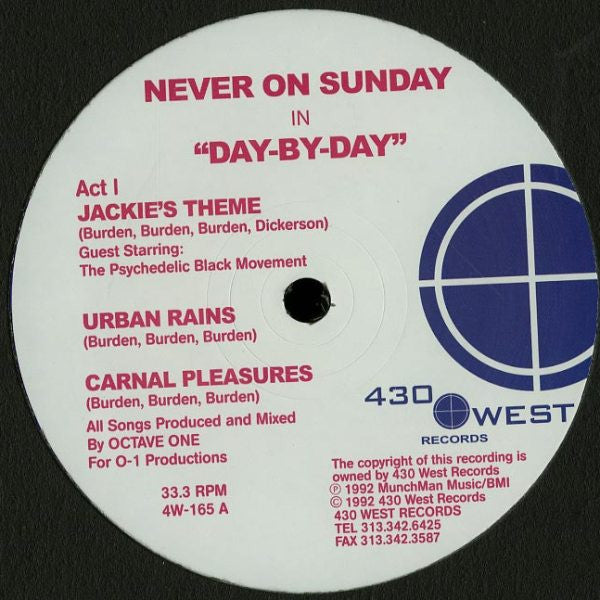 NEVER ON SUNDAY
IN
“DAY-BY-DAY”
Act I
JACKIE'S THEME
(Burden, Burden, Burden, Dickerson)
Guest Starring:
The Psychedelic Black Movement
URBAN RAINS
(Burden, Burden, Burden)
CARNAL PLEASURES
(Burden, Burden, Burden)
All Songs Produced and Mixed
By OCTAVE ONE
For O-1 Productions
33.3 RPM
4W-165 A
430 WEST
RECORDS
The copyright of this recording is
owned by 430 West Records
℗ 1992 MunchMan Music/BMI
© 1992 430 West Records
430 WEST RECORDS
TEL 313.342.6425
FAX 313.342.3587